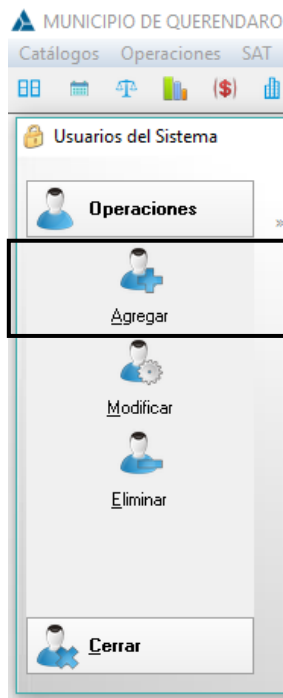 MUNICIPIO DE QUERENDARO
Catálogos Operaciones SAT
($)
Usuarios del Sistema
Operaciones
»
Agregar
Modificar
Eliminar
Cerrar